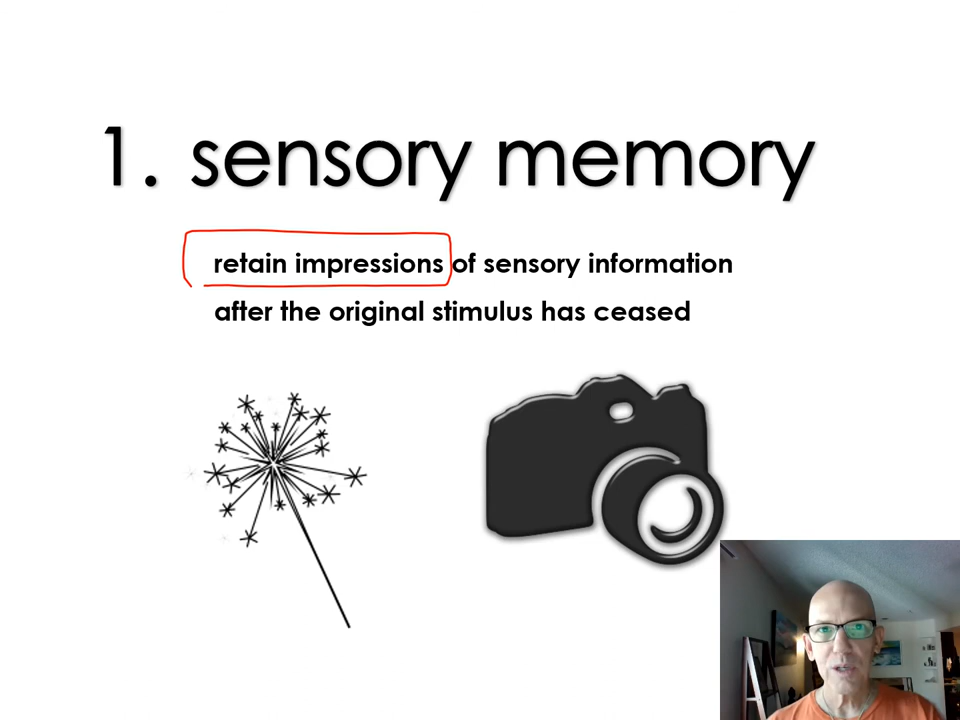 1. sensory memory
retain impressions of sensory information
after the original stimulus has ceased